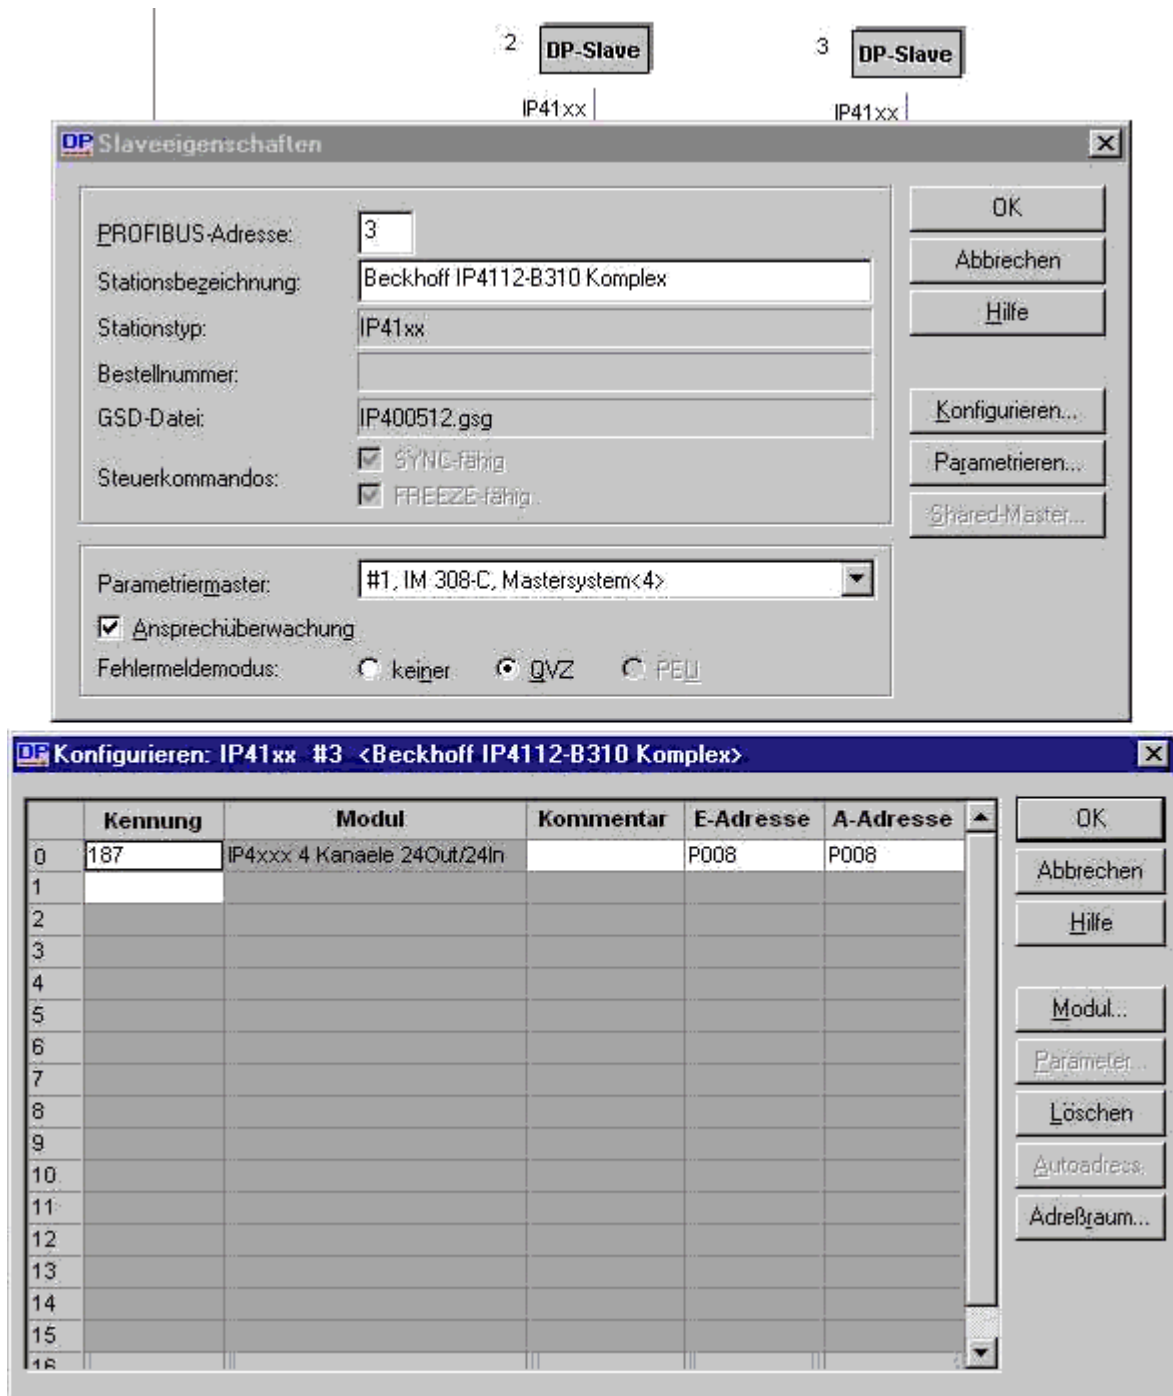 2 DP-Slave 3 DP-Slave
IP41xx IP41xx
DP Slaveeigenschaften
PROFIBUS-Adresse: 3
Stationsbezeichnung: Beckhoff IP4112-B310 Komplex
Stationstyp: IP41xx
Bestellnummer:
GSD-Datei: IP400512.gsg
Steuerkommandos: SYNC-fähig
FREEZE-fähig
OK
Abbrechen
Hilfe
Konfigurieren...
Parametrieren...
Shared-Master...
Parametriermaster: #1, IM 308-C, Mastersystem<4>
Ansprechüberwachung
Fehlermeldemodus: keiner QVZ PEU
DP Konfigurieren: IP41xx #3 <Beckhoff IP4112-B310 Komplex>
Kennung Modul Kommentar E-Adresse A-Adresse
0 187 IP4xxx 4 Kanaele 24Out/24In P008 P008
1
2
3
4
5
6
7
8
9
10
11
12
13
14
15
16
OK
Abbrechen
Hilfe
Modul...
Parameter...
Löschen
Autoadress.
Adreßraum...